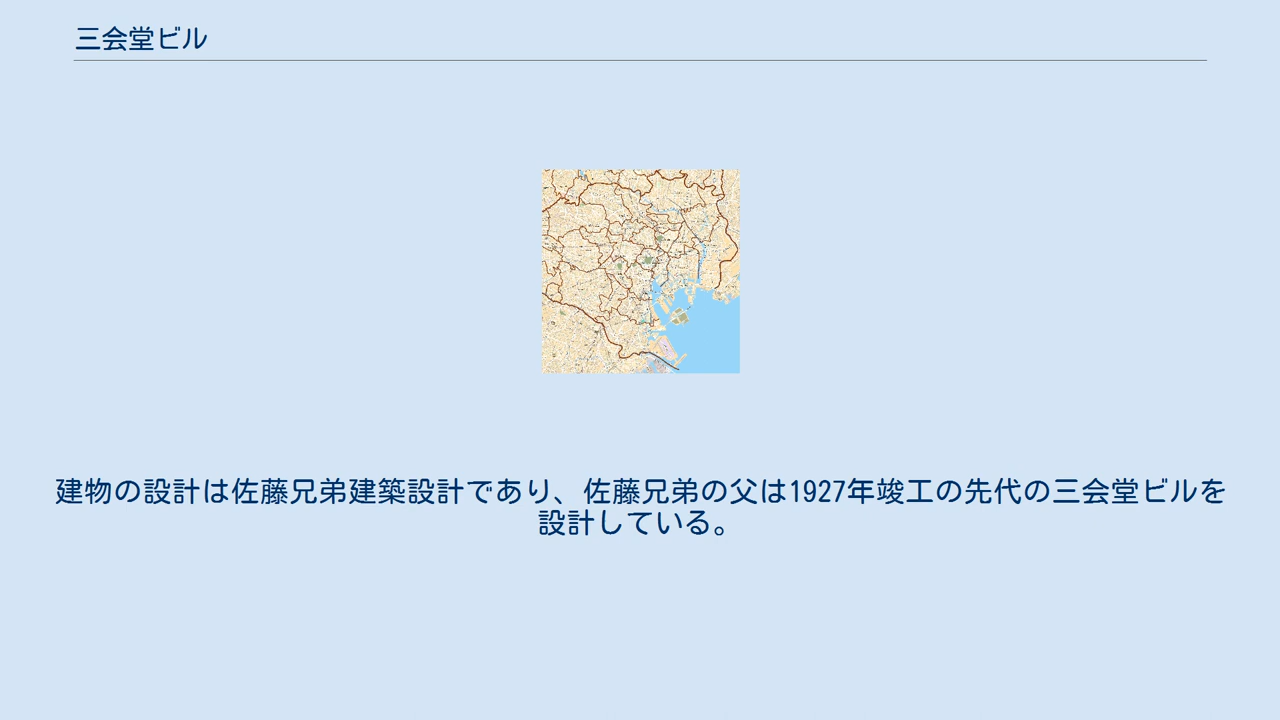 三会堂ビル
建物の設計は佐藤兄弟建築設計であり、佐藤兄弟の父は1927年竣工の先代の三会堂ビルを
設計している。